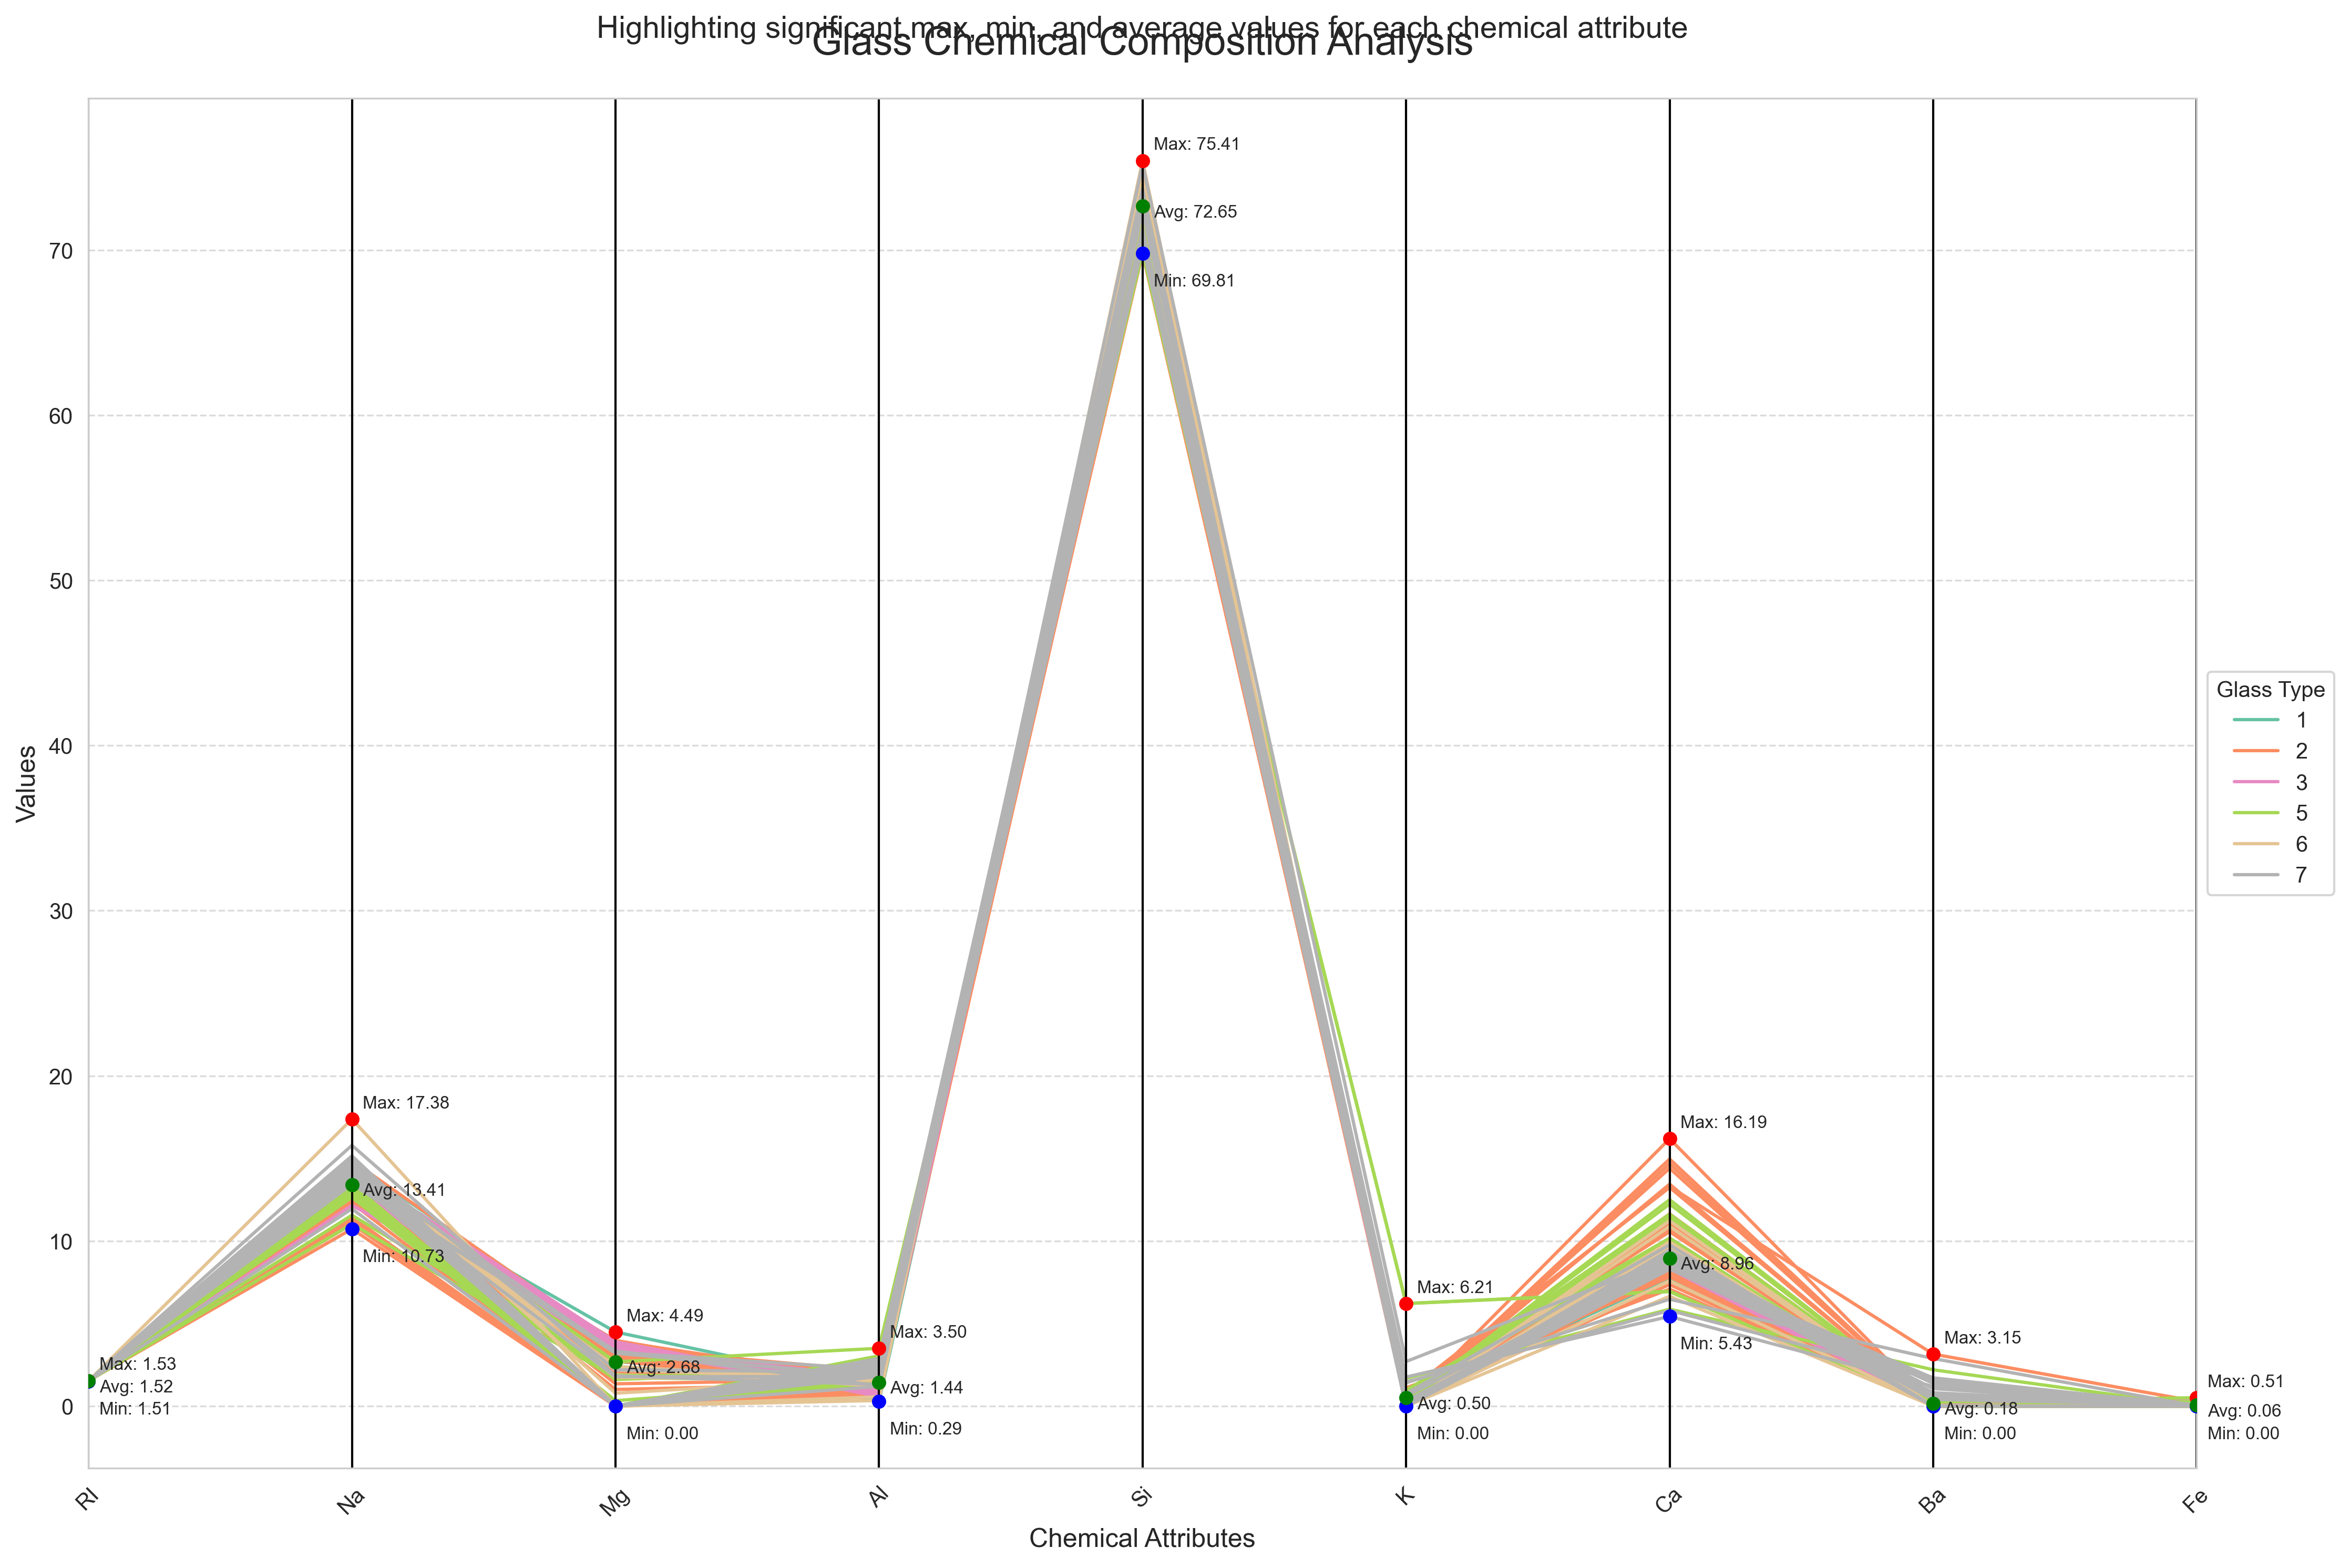 Highlighting significant max, min, and average values for each chemical attribute
Glass Chemical Composition Analysis
Values
70
60
50
40
30
20
10
0
Max: 1.53
Avg: 1.52
Min: 1.51
Max: 17.38
Avg: 13.41
Min: 10.73
Max: 4.49
Avg: 2.68
Min: 0.00
Max: 3.50
Avg: 1.44
Min: 0.29
Max: 75.41
Avg: 72.65
Min: 69.81
Max: 6.21
Avg: 0.50
Min: 0.00
Max: 16.19
Avg: 8.96
Min: 5.43
Max: 3.15
Avg: 0.18
Min: 0.00
Max: 0.51
Avg: 0.06
Min: 0.00
Glass Type
1
2
3
5
6
7
RI
Na
Mg
Al
Si
K
Ca
Ba
Fe
Chemical Attributes